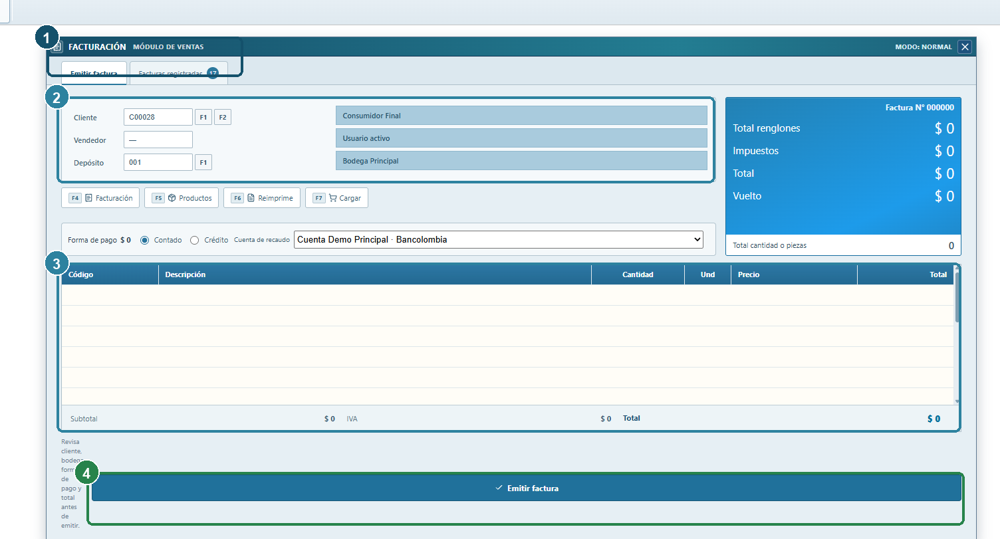 1
FACTURACIÓN MÓDULO DE VENTAS
MODO: NORMAL
Emitir factura
Facturas registradas 17
2
Cliente C00028 F1 F2 Consumidor Final
Vendedor — Usuario activo
Depósito 001 F1 Bodega Principal
Factura N° 000000
Total renglones $ 0
Impuestos $ 0
Total $ 0
Vuelto $ 0
Total cantidad o piezas 0
F4 Facturación F5 Productos F6 Reimprime F7 Cargar
Forma de pago $ 0 Contado Crédito Cuenta de recaudo Cuenta Demo Principal · Bancolombia
3
Código Descripción Cantidad Und Precio Total
Subtotal $ 0 IVA $ 0 Total $ 0
Revisa
cliente,
bodega
form
de
pago y
total
antes
de
emitir.
4
Emitir factura